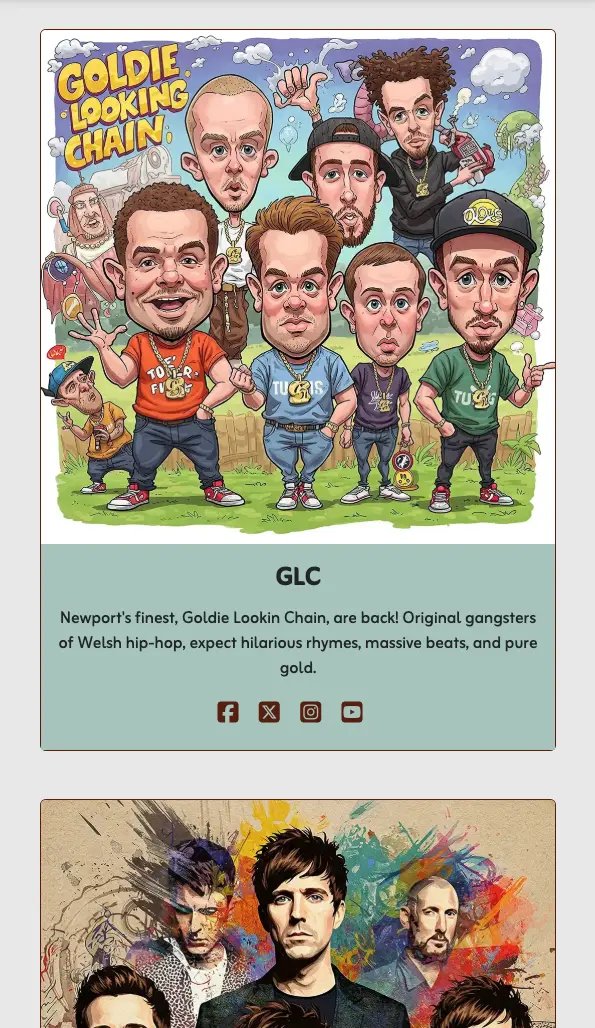 GOLDIE
LOOKING
CHAIN
GLC
Newport's finest, Goldie Lookin Chain, are back! Original gangsters
of Welsh hip-hop, expect hilarious rhymes, massive beats, and pure
gold.